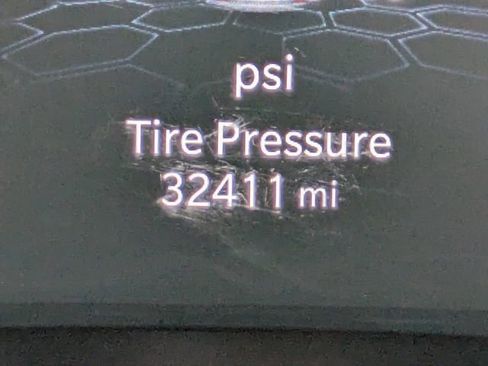 psi
Tire Pressure
32411 mi